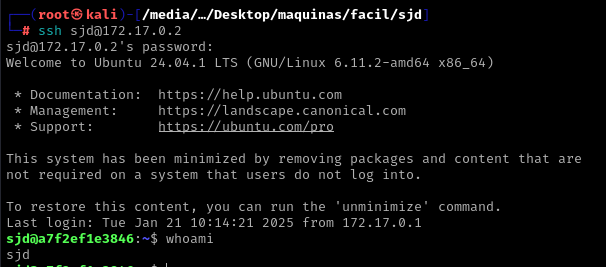 ┌──(root㉿kali)-[/media/…/Desktop/maquinas/facil/sjd]
└─# ssh sjd@172.17.0.2
sjd@172.17.0.2's password:
Welcome to Ubuntu 24.04.1 LTS (GNU/Linux 6.11.2-amd64 x86_64)
* Documentation:  https://help.ubuntu.com
* Management:     https://landscape.canonical.com
* Support:        https://ubuntu.com/pro
This system has been minimized by removing packages and content that are
not required on a system that users do not log into.
To restore this content, you can run the 'unminimize' command.
Last login: Tue Jan 21 10:14:21 2025 from 172.17.0.1
sjd@a7f2ef1e3846:~$ whoami
sjd